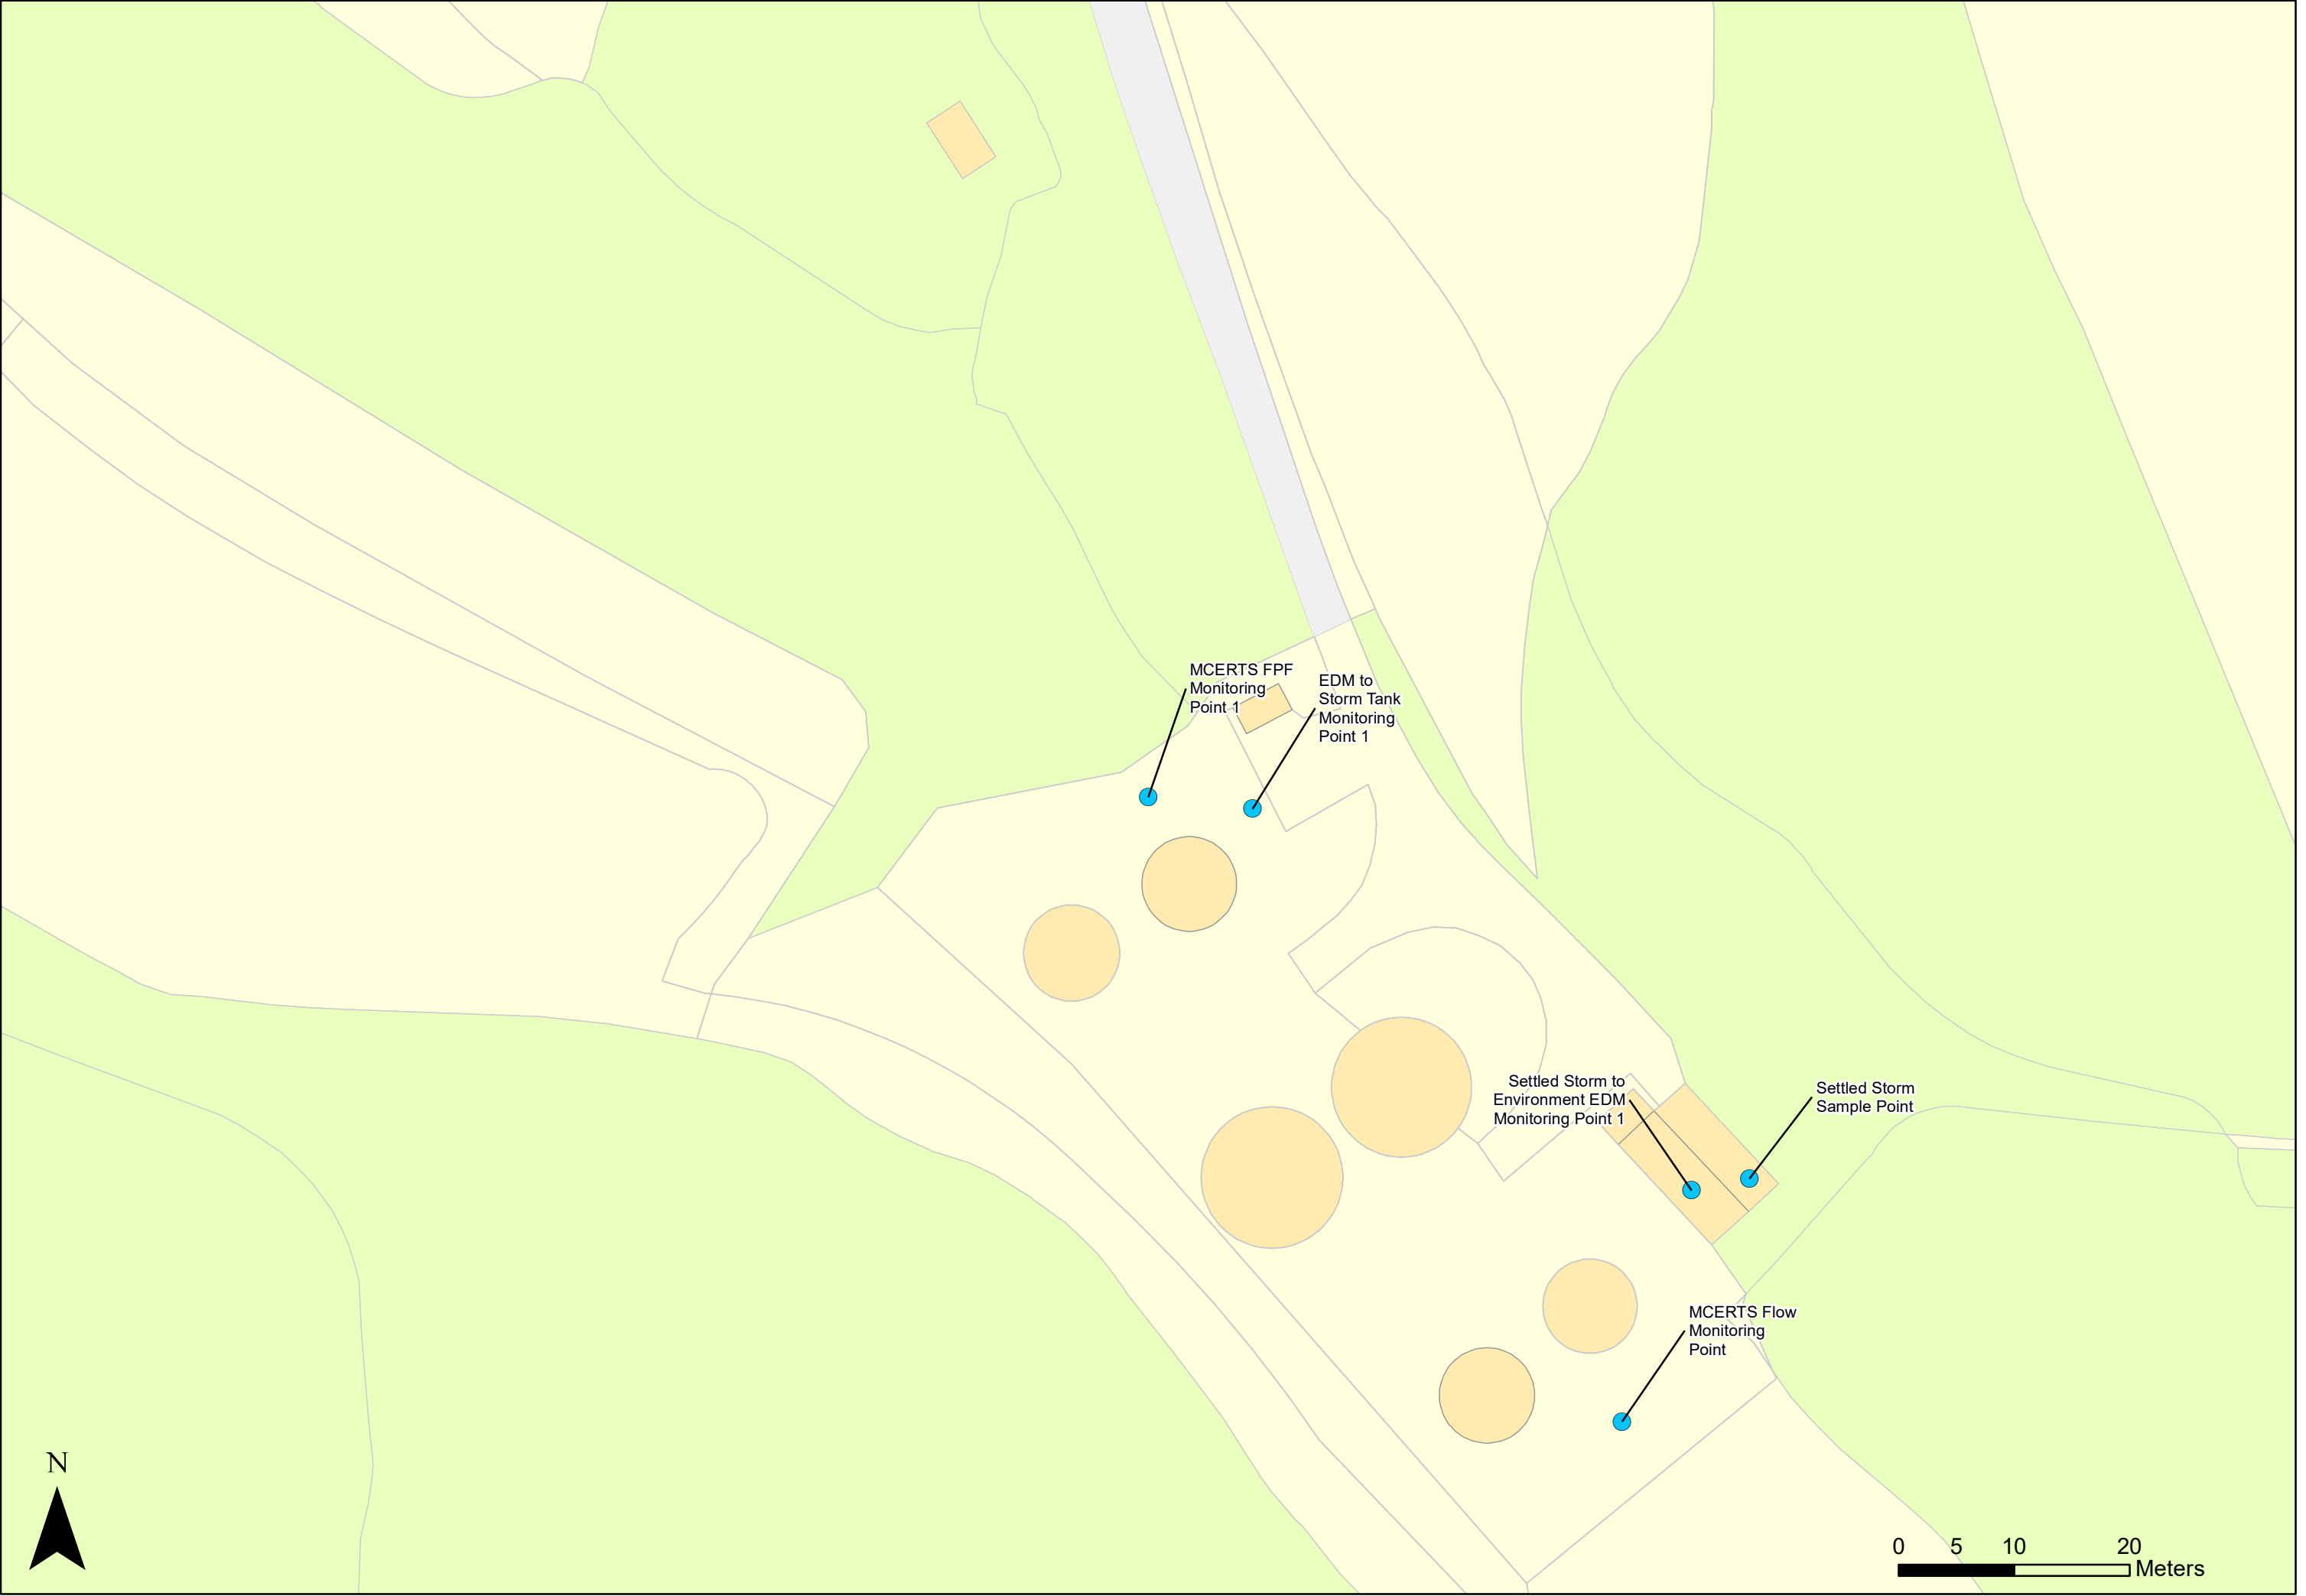 MCERTS FPF
Monitoring
Point 1
EDM to
Storm Tank
Monitoring
Point 1
Settled Storm to
Environment EDM
Monitoring Point 1
Settled Storm
Sample Point
MCERTS Flow
Monitoring
Point
N
0 5 10 20
Meters